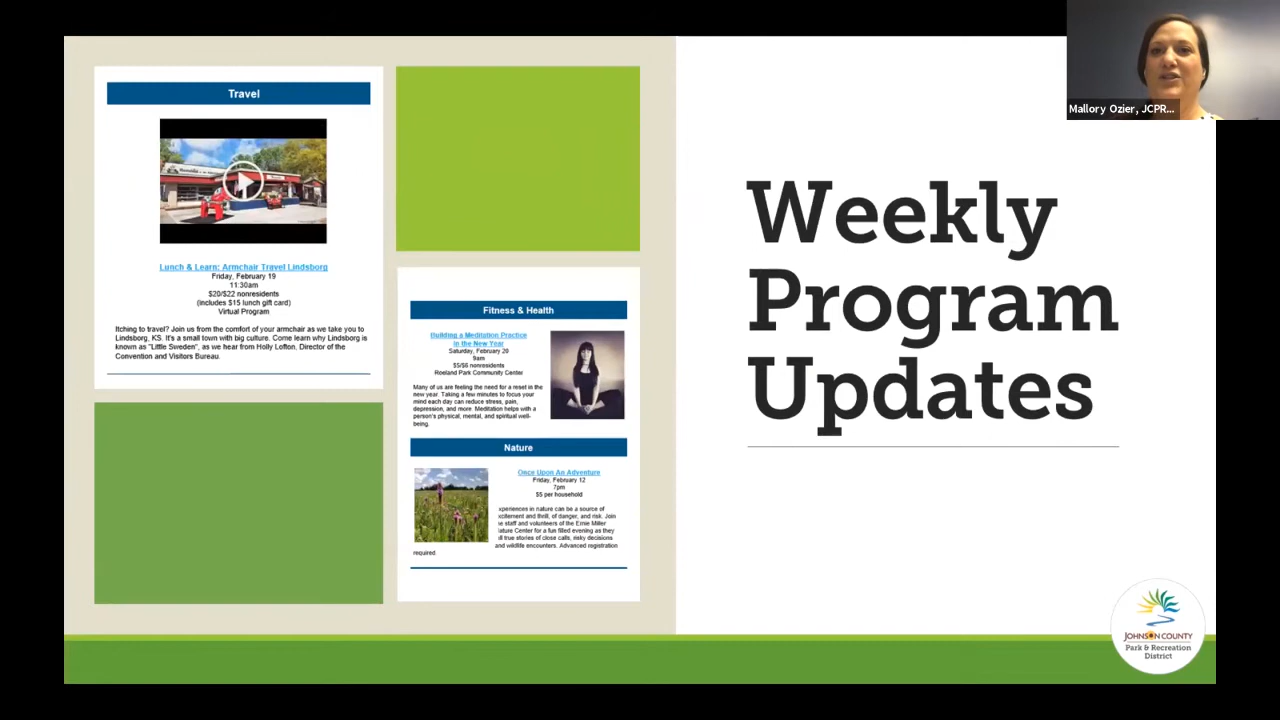 Travel
Lunch & Learn: Armchair Travel Lindsborg
Friday, February 19
11:30am
$20/$22 nonresidents
(includes $15 lunch gift card)
Virtual Program
Itching to travel? Join us from the comfort of your armchair as we take you to
Lindsborg, KS. It's a small town with big culture. Come learn why Lindsborg is
known as "Little Sweden", as we hear from Holly Lofton, Director of the
Convention and Visitors Bureau.
Fitness & Health
Building a Meditation Practice
in the New Year
Saturday, February 20
9am
$5/$6 nonresidents
Roeland Park Community Center
Many of us are feeling the need for a reset in the
new year. Taking a few minutes to focus your
mind each day can reduce stress, pain,
depression, and more. Meditation helps with a
person's physical, mental, and spiritual well-
being.
Nature
Once Upon An Adventure
Friday, February 12
7pm
$5 per household
xperiences in nature can be a source of
xcitement and thrill, of danger, and risk. Join
e staff and volunteers of the Ernie Miller
ature Center for a fun filled evening as they
ll true stories of close calls, risky decisions
and wildlife encounters. Advanced registration
required.
Weekly
Program
Updates
Mallory Ozier, JCPR...
JOHNSON COUNTY
Park & Recreation
District